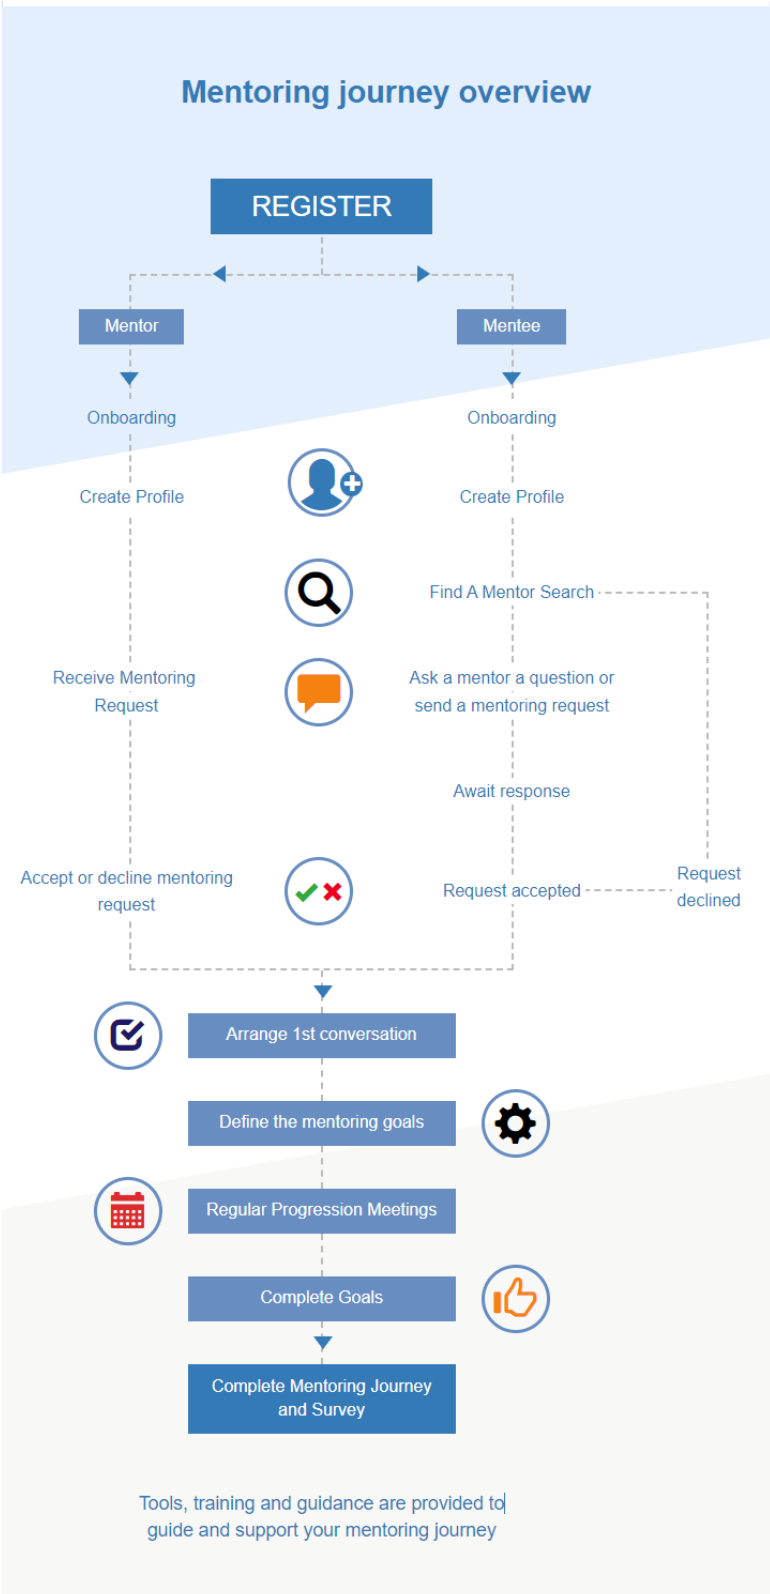 Mentoring journey overview
REGISTER
Mentor
Mentee
Onboarding
Onboarding
Create Profile
Create Profile
Find A Mentor Search
Receive Mentoring
Request
Ask a mentor a question or
send a mentoring request
Await response
Accept or decline mentoring
request
Request accepted
Request
declined
Arrange 1st conversation
Define the mentoring goals
Regular Progression Meetings
Complete Goals
Complete Mentoring Journey
and Survey
Tools, training and guidance are provided to
guide and support your mentoring journey